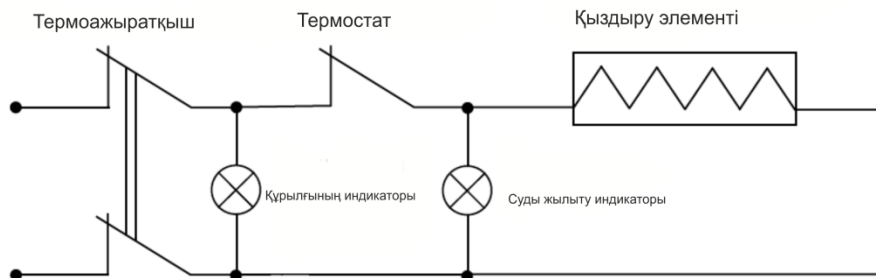 Термоажыратқыш
Термостат
Қыздыру элементі
Құрылғының индикаторы
Суды жылыту индикаторы